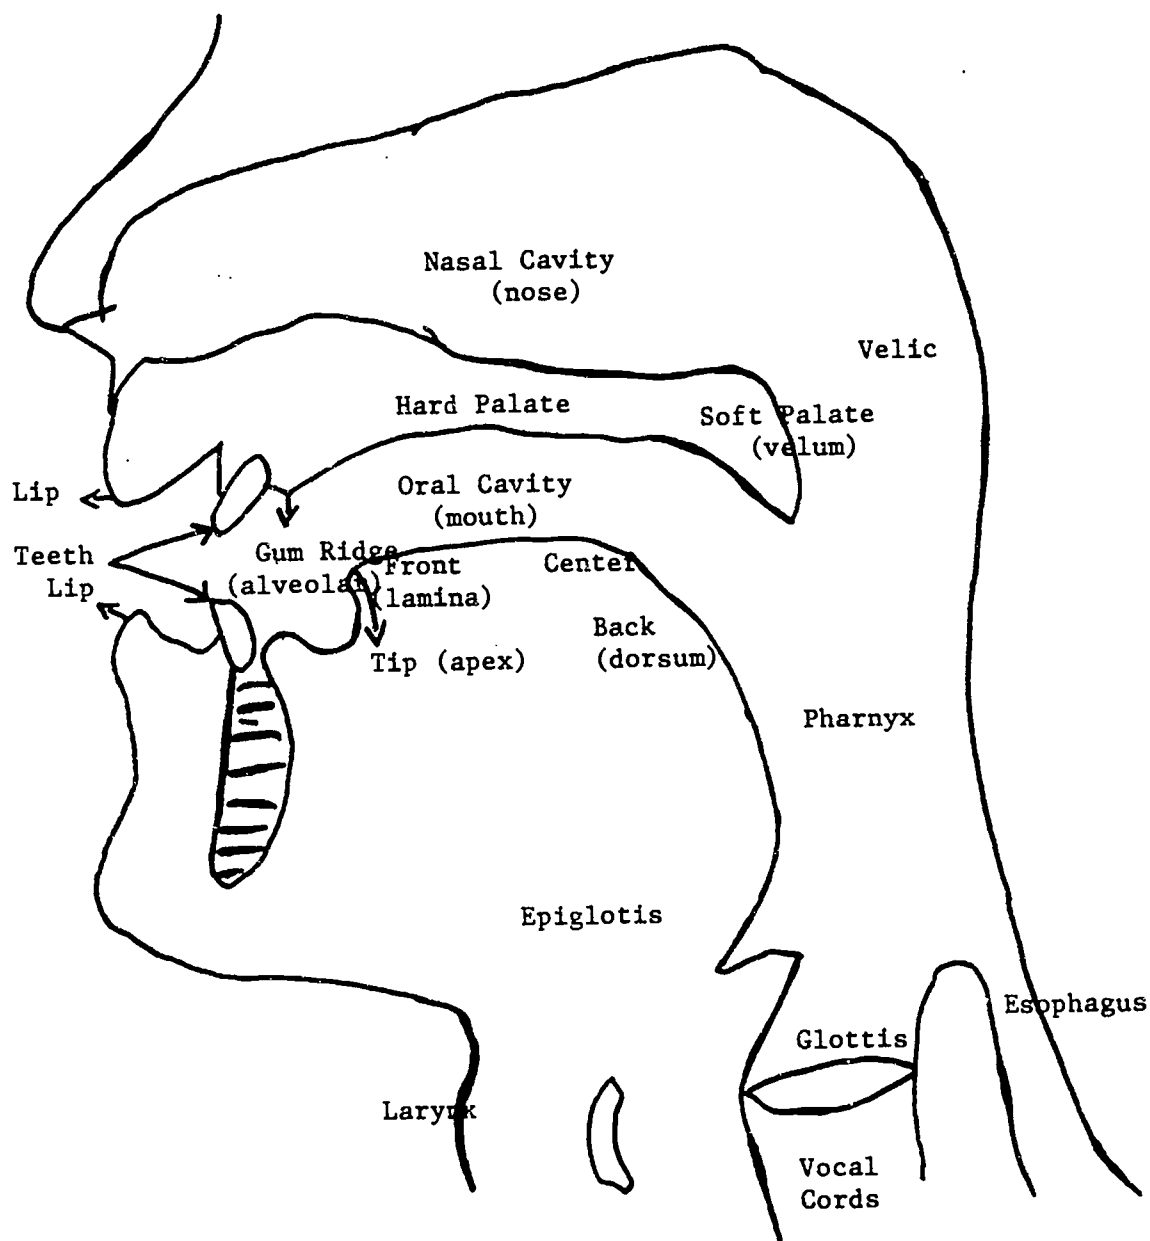 Nasal Cavity
(nose)
Velic
Hard Palate
Soft Palate
(velum)
Lip
Oral Cavity
(mouth)
Teeth
Lip
Gum Ridge
(alveolar)
Front
(lamina)
Center
Tip (apex)
Back
(dorsum)
Pharnyx
Epiglotis
Esophagus
Glottis
Larynx
Vocal
Cords